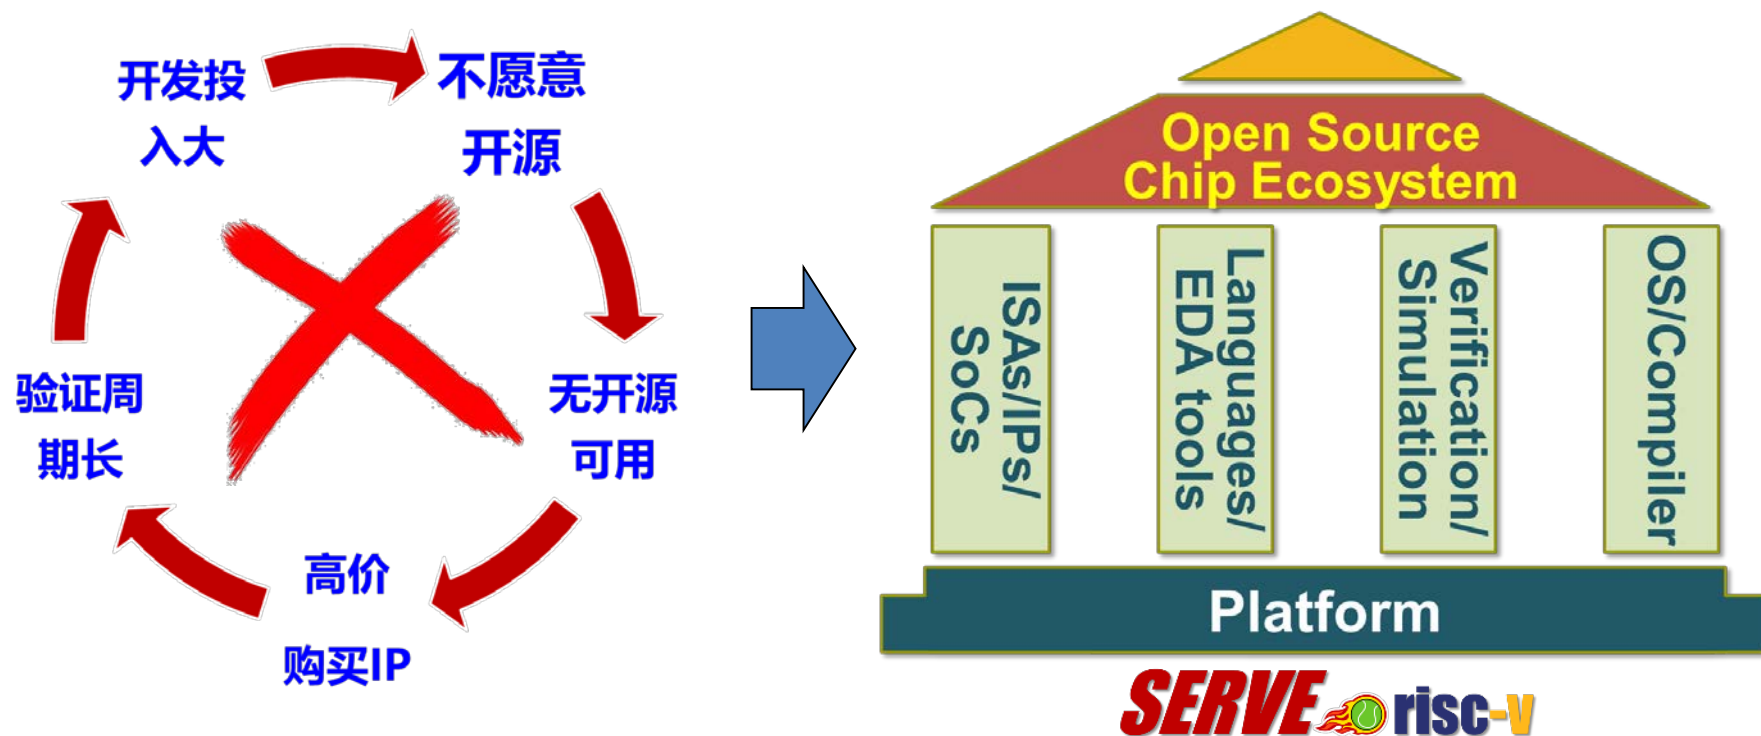 开发投
入大
不愿意
开源
无开源
可用
高价
购买IP
验证周
期长
Open Source
Chip Ecosystem
ISAs/IPs/
SoCs
Languages/
EDA tools
Verification/
Simulation
OS/Compiler
Platform
SERVE risc-v